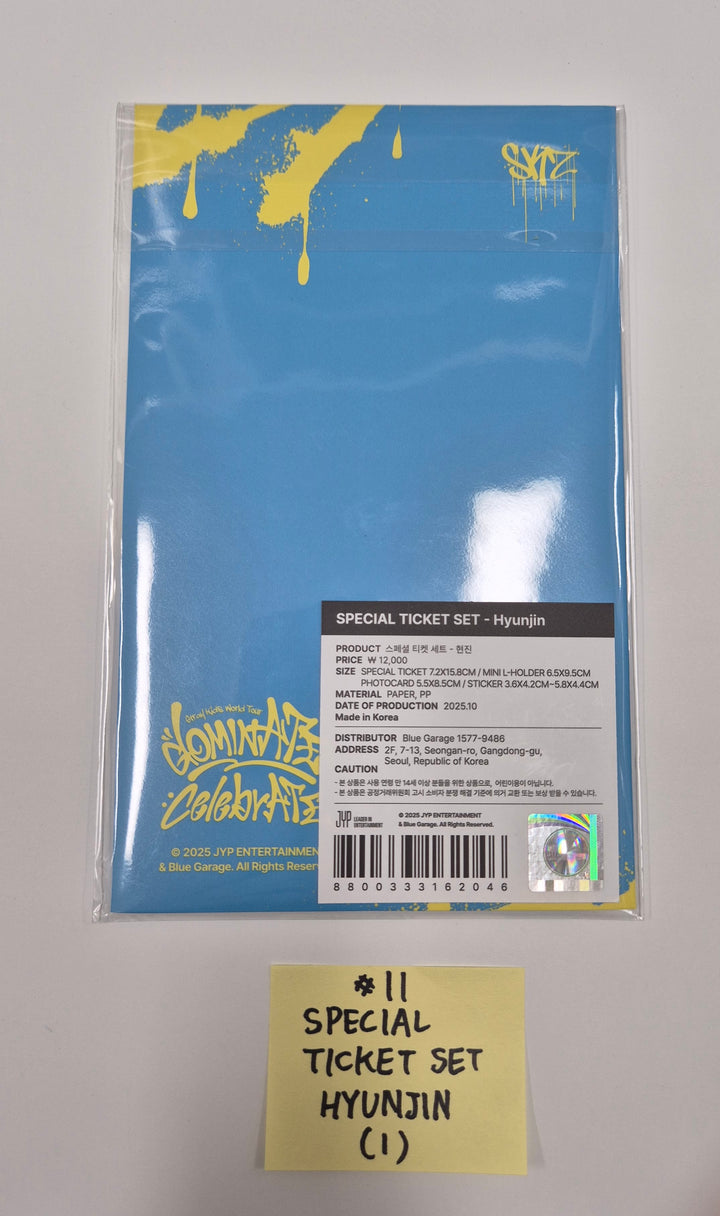 SKZ
SPECIAL TICKET SET - Hyunjin
PRODUCT 스페셜 티켓 세트 - 현진
PRICE ₩ 12,000
SIZE SPECIAL TICKET 7.2X15.8CM / MINI L-HOLDER 6.5X9.5CM
PHOTOCARD 5.5X8.5CM / STICKER 3.6X4.2CM~5.8X4.4CM
MATERIAL PAPER, PP
DATE OF PRODUCTION 2025.10
Made in Korea
DISTRIBUTOR Blue Garage 1577-9486
ADDRESS 2F, 7-13, Seongan-ro, Gangdong-gu,
Seoul, Republic of Korea
CAUTION
- 본 상품은 사용 연령 만 14세 이상 분들을 위한 상품으로, 어린이용이 아닙니다.
- 본 상품은 공정거래위원회 고시 소비자 분쟁 해결 기준에 의거 교환 또는 보상 받을 수 있습니다.
JYP LEADER IN
ENTERTAINMENT
© 2025 JYP ENTERTAINMENT
& Blue Garage. All Rights Reserved.
8800333162046
Stray Kids World Tour
dominATE
celebrATE
© 2025 JYP ENTERTAINMEN
& Blue Garage. All Rights Reser
#11
SPECIAL
TICKET SET
HYUNJIN
(1)